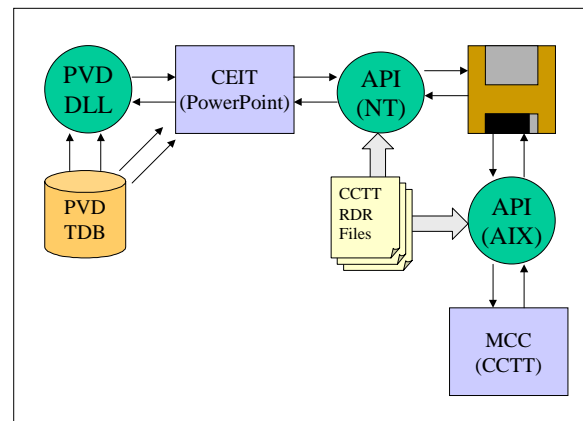 PVD
DLL
CEIT
(PowerPoint)
API
(NT)
PVD
TDB
CCTT
RDR
Files
API
(AIX)
MCC
(CCTT)